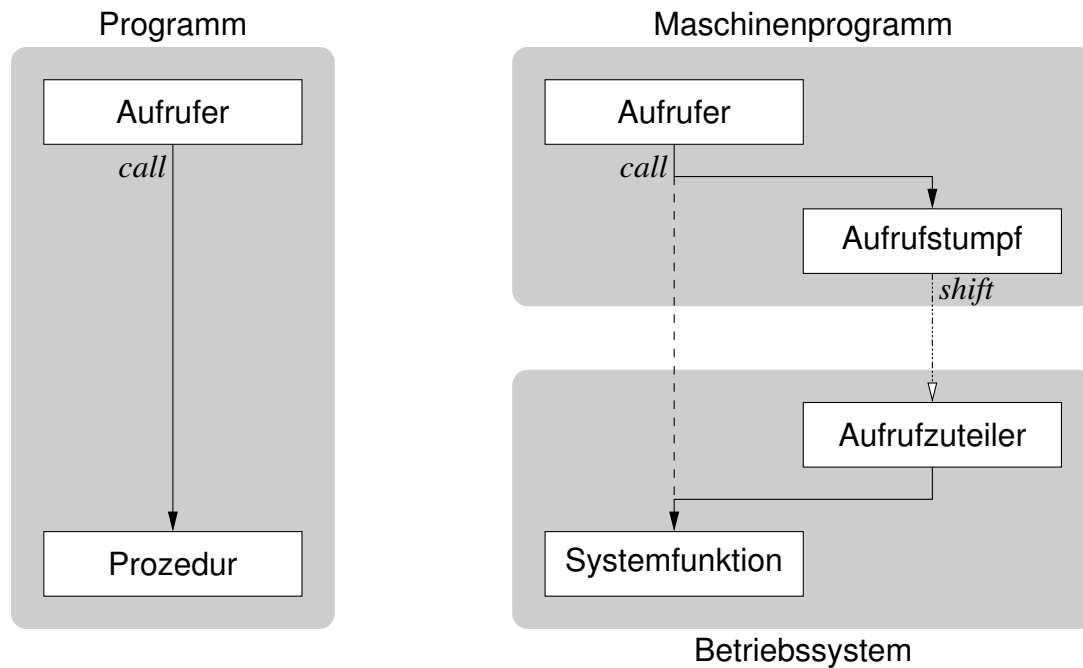 Programm
Aufrufer
call
Prozedur
Maschinenprogramm
Aufrufer
call
Aufrufstumpf
shift
Aufrufzuteiler
Systemfunktion
Betriebssystem